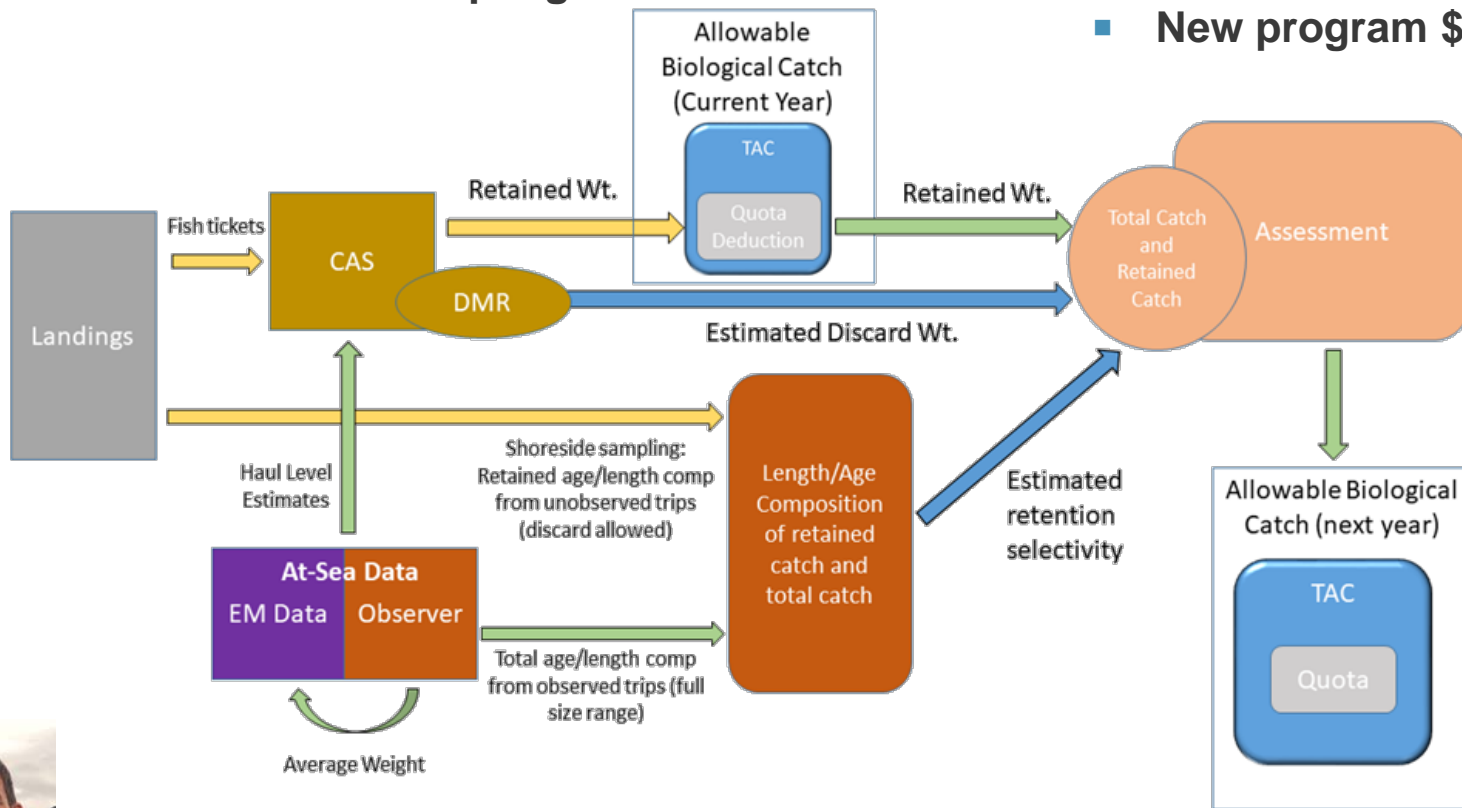 New program $
Allowable
Biological Catch
(Current Year)
TAC
Quota
Deduction
Retained Wt.
Retained Wt.
Fish tickets
CAS
DMR
Landings
Total Catch
and
Retained
Catch
Assessment
Estimated Discard Wt.
Haul Level
Estimates
Shoreside sampling:
Retained age/length comp
from unobserved trips
(discard allowed)
Length/Age
Composition
of retained
catch and
total catch
Estimated
retention
selectivity
Allowable Biological
Catch (next year)
TAC
Quota
At-Sea Data
EM Data
Observer
Total age/length comp
from observed trips (full
size range)
Average Weight